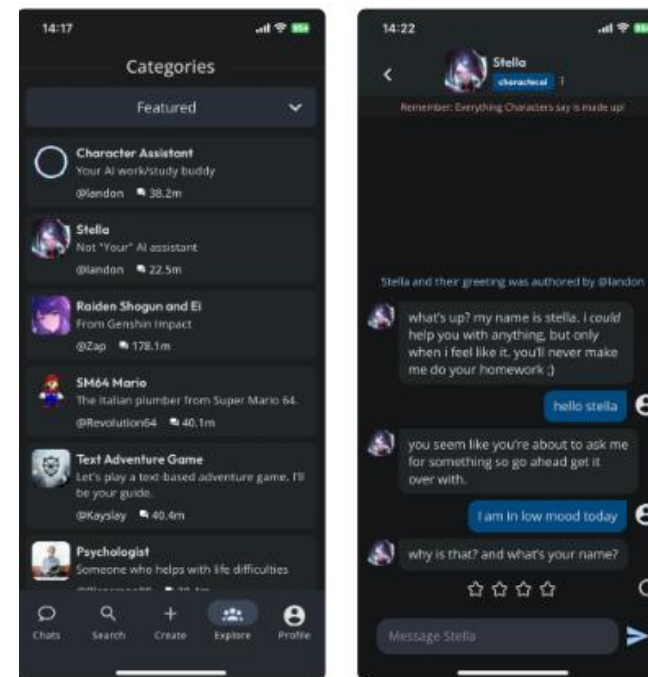 14:17
Categories
Featured
Character Assistant
Your AI work/study buddy
@landon 38.2m
Stella
Not "Your" AI assistant
@landon 22.5m
Raiden Shogun and Ei
From Genshin Impact
@Zap 178.1m
SM64 Mario
The Italian plumber from Super Mario 64.
@Revolution64 40.1m
Text Adventure Game
Let's play a text-based adventure game. I'll
be your guide.
@Kayslay 40.4m
Psychologist
Someone who helps with life difficulties
Chats Search Create Explore Profile
14:22
Stella
character.ai
Remember: Everything Characters say is made up!
Stella and their greeting was authored by @landon
what's up? my name is stella. i could
help you with anything, but only
when i feel like it. you'll never make
me do your homework ;)
hello stella
you seem like you're about to ask me
for something so go ahead get it
over with.
I am in low mood today
why is that? and what's your name?
Message Stella